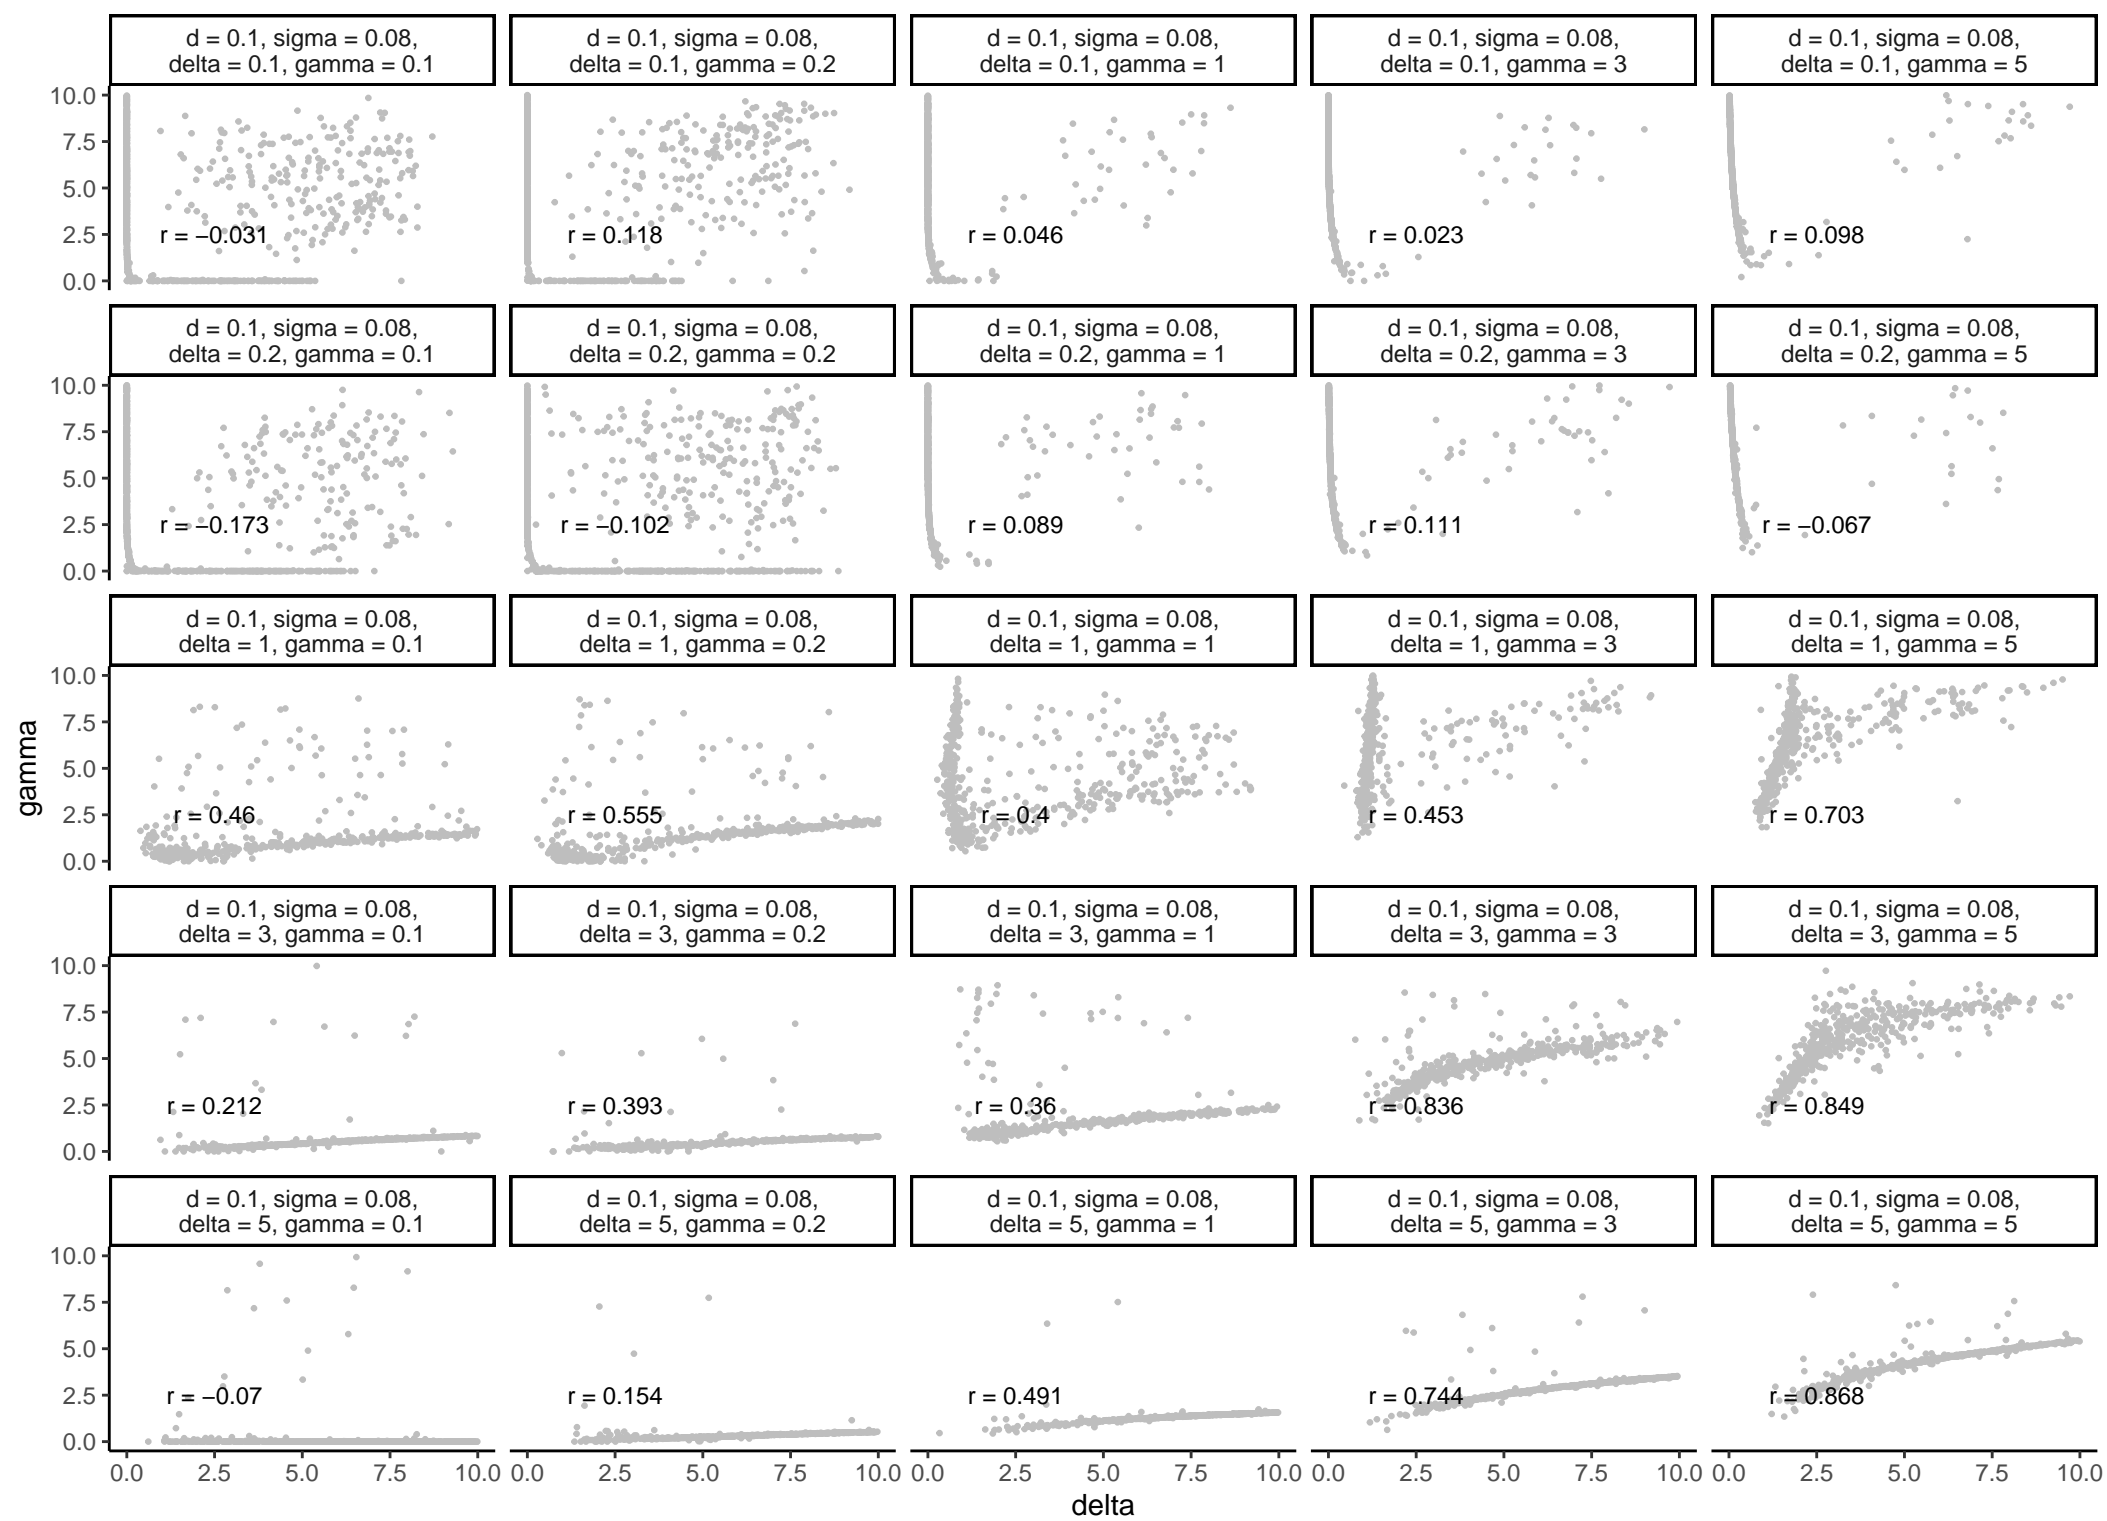 d = 0.1, sigma = 0.08,
delta = 0.1, gamma = 0.1
d = 0.1, sigma = 0.08,
delta = 0.1, gamma = 0.2
d = 0.1, sigma = 0.08,
delta = 0.1, gamma = 1
d = 0.1, sigma = 0.08,
delta = 0.1, gamma = 3
d = 0.1, sigma = 0.08,
delta = 0.1, gamma = 5
10.0
7.5
5.0
2.5
0.0
r = −0.031
r = 0.118
r = 0.046
r = 0.023
r = 0.098
d = 0.1, sigma = 0.08,
delta = 0.2, gamma = 0.1
d = 0.1, sigma = 0.08,
delta = 0.2, gamma = 0.2
d = 0.1, sigma = 0.08,
delta = 0.2, gamma = 1
d = 0.1, sigma = 0.08,
delta = 0.2, gamma = 3
d = 0.1, sigma = 0.08,
delta = 0.2, gamma = 5
10.0
7.5
5.0
2.5
0.0
r = −0.173
r = −0.102
r = 0.089
r = 0.111
r = −0.067
d = 0.1, sigma = 0.08,
delta = 1, gamma = 0.1
d = 0.1, sigma = 0.08,
delta = 1, gamma = 0.2
d = 0.1, sigma = 0.08,
delta = 1, gamma = 1
d = 0.1, sigma = 0.08,
delta = 1, gamma = 3
d = 0.1, sigma = 0.08,
delta = 1, gamma = 5
gamma
10.0
7.5
5.0
2.5
0.0
r = 0.46
r = 0.555
r = 0.4
r = 0.453
r = 0.703
d = 0.1, sigma = 0.08,
delta = 3, gamma = 0.1
d = 0.1, sigma = 0.08,
delta = 3, gamma = 0.2
d = 0.1, sigma = 0.08,
delta = 3, gamma = 1
d = 0.1, sigma = 0.08,
delta = 3, gamma = 3
d = 0.1, sigma = 0.08,
delta = 3, gamma = 5
10.0
7.5
5.0
2.5
0.0
r = 0.212
r = 0.393
r = 0.36
r = 0.836
r = 0.849
d = 0.1, sigma = 0.08,
delta = 5, gamma = 0.1
d = 0.1, sigma = 0.08,
delta = 5, gamma = 0.2
d = 0.1, sigma = 0.08,
delta = 5, gamma = 1
d = 0.1, sigma = 0.08,
delta = 5, gamma = 3
d = 0.1, sigma = 0.08,
delta = 5, gamma = 5
10.0
7.5
5.0
2.5
0.0
r = −0.07
r = 0.154
r = 0.491
r = 0.744
r = 0.868
0.0 2.5 5.0 7.5 10.0 0.0 2.5 5.0 7.5 10.0 0.0 2.5 5.0 7.5 10.0 0.0 2.5 5.0 7.5 10.0 0.0 2.5 5.0 7.5 10.0
delta